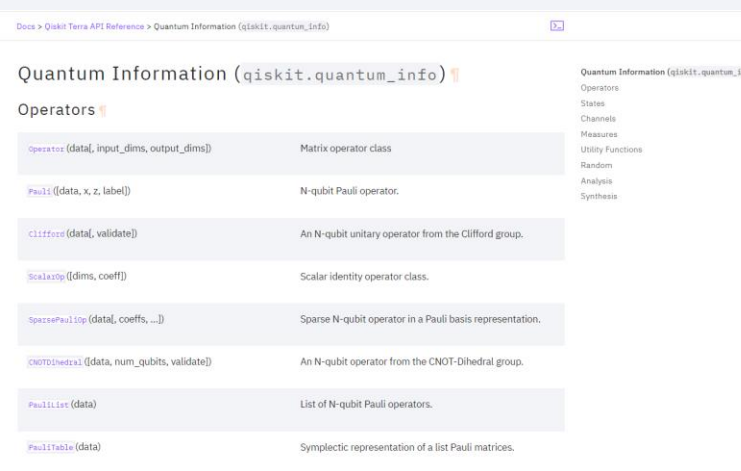 Docs > Qiskit Terra API Reference > Quantum Information (qiskit.quantum_info)
Quantum Information (qiskit.quantum_info) ¶
Operators ¶
Operator(data[, input_dims, output_dims]) Matrix operator class
Pauli([data, x, z, label]) N-qubit Pauli operator.
Clifford(data[, validate]) An N-qubit unitary operator from the Clifford group.
ScalarOp([dims, coeff]) Scalar identity operator class.
SparsePauliOp(data[, coeffs, ...]) Sparse N-qubit operator in a Pauli basis representation.
CNOTDihedral([data, num_qubits, validate]) An N-qubit operator from the CNOT-Dihedral group.
PauliList(data) List of N-qubit Pauli operators.
PauliTable(data) Symplectic representation of a list Pauli matrices.
Quantum Information (qiskit.quantum_i
Operators
States
Channels
Measures
Utility Functions
Random
Analysis
Synthesis